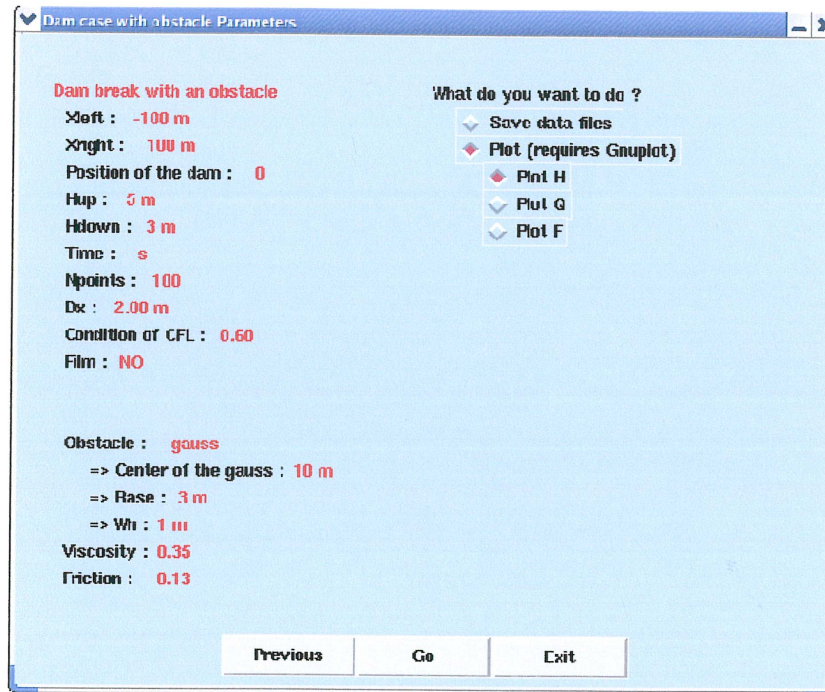 Dam case with obstacle Parameters
Dam break with an obstacle
Xleft : -100 m
Xright : 100 m
Position of the dam : 0
Hup : 5 m
Hdown : 3 m
Time : s
Npoints : 100
Dx : 2.00 m
Condition of CFL : 0.60
Film : NO
Obstacle : gauss
=> Center of the gauss : 10 m
=> Base : 3 m
=> Wh : 1 m
Viscosity : 0.35
Friction : 0.13
What do you want to do ?
Save data files
Plot (requires Gnuplot)
Plot H
Plot Q
Plot F
Previous
Go
Exit